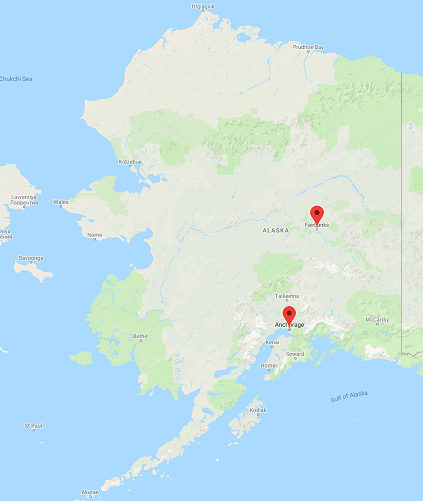 Utqiagvik
Prudhoe Bay
Chukchi Sea
Kotzebue
Lavrentiya
Лаврентия
Wales
Fairbanks
ALASKA
Nome
Savoonga
Talkeetna
McCarthy
Anchorage
Bethel
Kenai
Seward
Homer
Gulf of Alaska
Kodiak
St Paul
Akutan